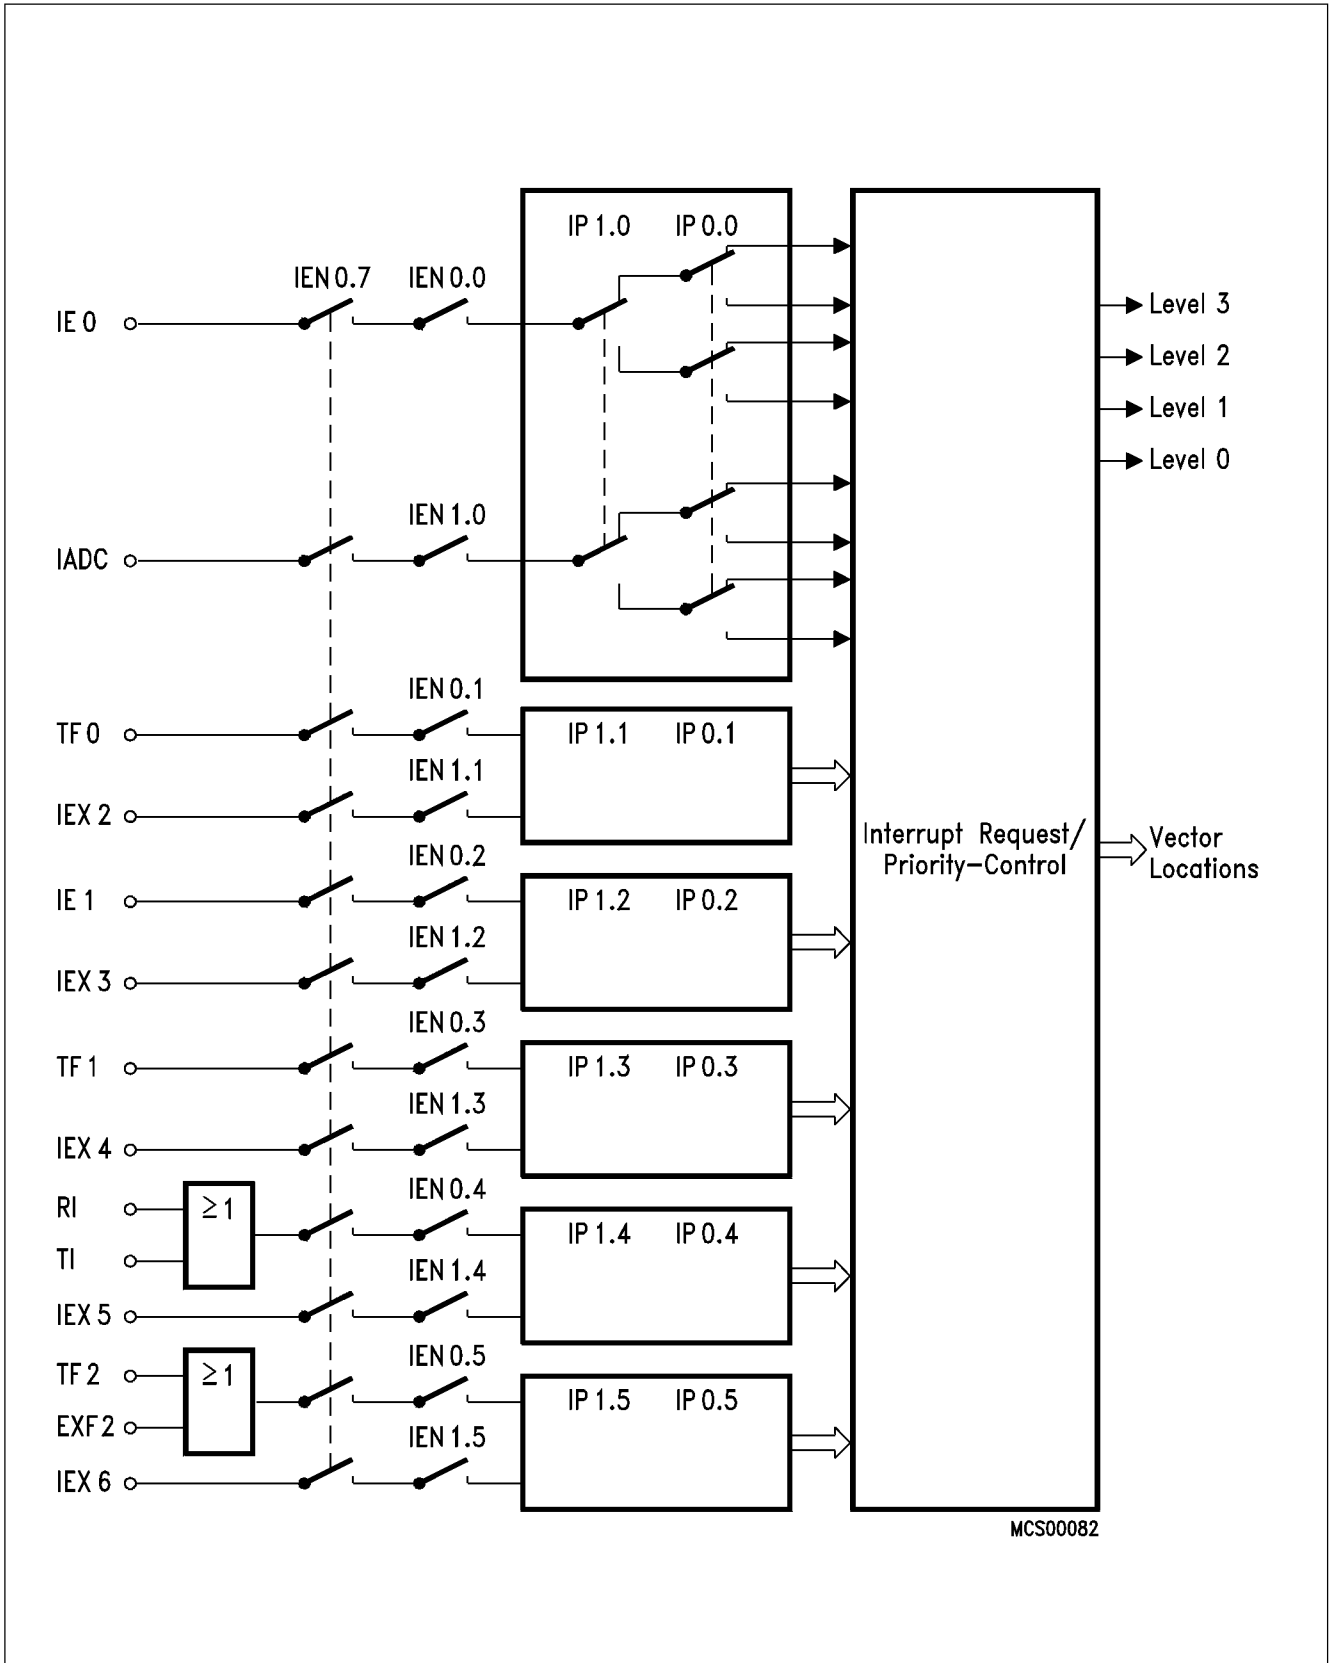 IP 1.0 IP 0.0
IEN 0.7 IEN 0.0
IE 0
Level 3
Level 2
Level 1
Level 0
IEN 1.0
IADC
IEN 0.1
TF 0
IP 1.1 IP 0.1
IEN 1.1
IEX 2
Interrupt Request/
Priority-Control
Vector
Locations
IEN 0.2
IE 1
IP 1.2 IP 0.2
IEN 1.2
IEX 3
IEN 0.3
TF 1
IP 1.3 IP 0.3
IEN 1.3
IEX 4
RI
≥1
IEN 0.4
IP 1.4 IP 0.4
TI
IEN 1.4
IEX 5
IEN 0.5
TF 2
≥1
IP 1.5 IP 0.5
EXF 2
IEN 1.5
IEX 6
MCS00082